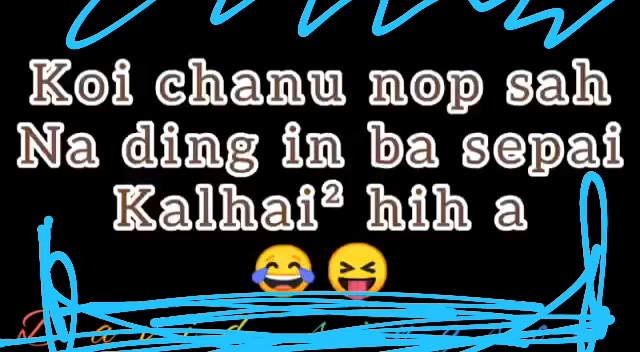 Koi chanu nop sah
Na ding in ba sepai
Kalhai² hih a
😂😝